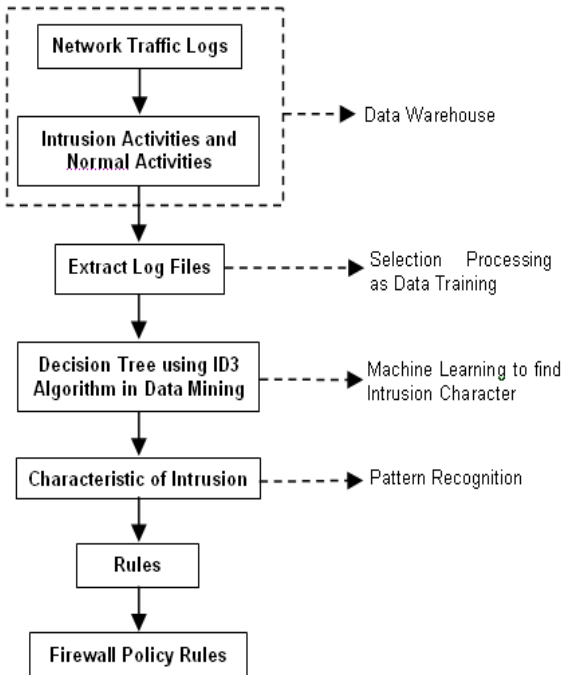 Network Traffic Logs
Intrusion Activities and
Normal Activities
Data Warehouse
Extract Log Files
Selection Processing
as Data Training
Decision Tree using ID3
Algorithm in Data Mining
Machine Learning to find
Intrusion Character
Characteristic of Intrusion
Pattern Recognition
Rules
Firewall Policy Rules